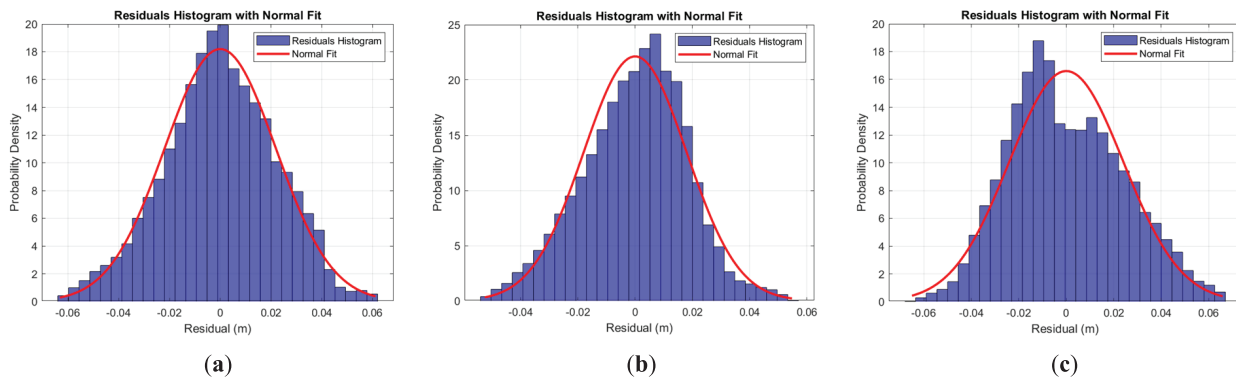 Residuals Histogram with Normal Fit
20
18
16
14
12
10
8
6
4
2
0
Probability Density
Residuals Histogram
Normal Fit
-0.06 -0.04 -0.02 0 0.02 0.04 0.06
Residual (m)
(a)
Residuals Histogram with Normal Fit
25
20
15
10
5
0
Probability Density
Residuals Histogram
Normal Fit
-0.04 -0.02 0 0.02 0.04
Residual (m)
(b)
Residuals Histogram with Normal Fit
20
18
16
14
12
10
8
6
4
2
0
Probability Density
Residuals Histogram
Normal Fit
-0.06 -0.04 -0.02 0 0.02 0.04 0.06
Residual (m)
(c)